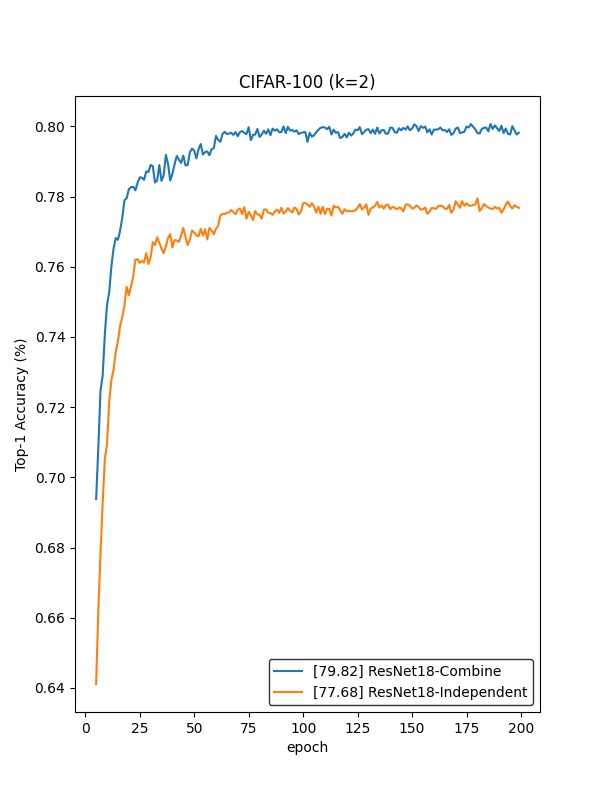 CIFAR-100 (k=2)
Top-1 Accuracy (%)
0.80
0.78
0.76
0.74
0.72
0.70
0.68
0.66
0.64
[79.82] ResNet18-Combine
[77.68] ResNet18-Independent
0 25 50 75 100 125 150 175 200
epoch